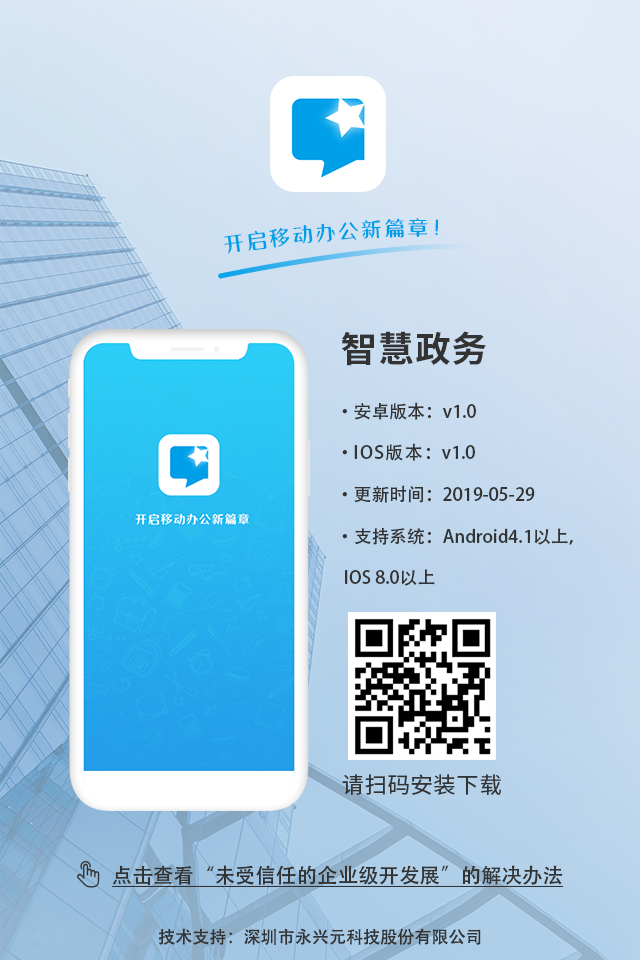 开启移动办公新篇章！
智慧政务
• 安卓版本：v1.0
• IOS版本：v1.0
• 更新时间：2019-05-29
• 支持系统：Android4.1以上,
IOS 8.0以上
开启移动办公新篇章
请扫码安装下载
点击查看“未受信任的企业级开发展”的解决办法
技术支持：深圳市永兴元科技股份有限公司